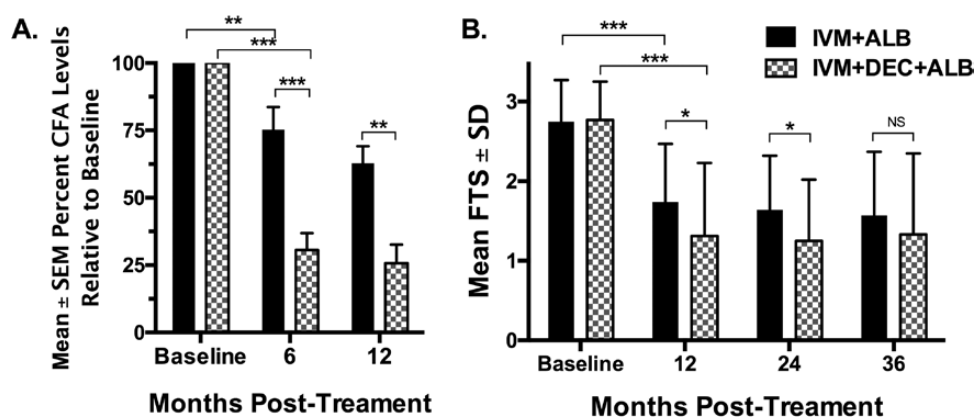 A.
**
***
***
**
Mean ± SEM Percent CFA Levels
Relative to Baseline
100
75
50
25
0
Baseline 6 12
Months Post-Treament
B.
IVM+ALB
IVM+DEC+ALB
***
***
*
*
NS
Mean FTS ± SD
3
2
1
0
Baseline 12 24 36
Months Post-Treament